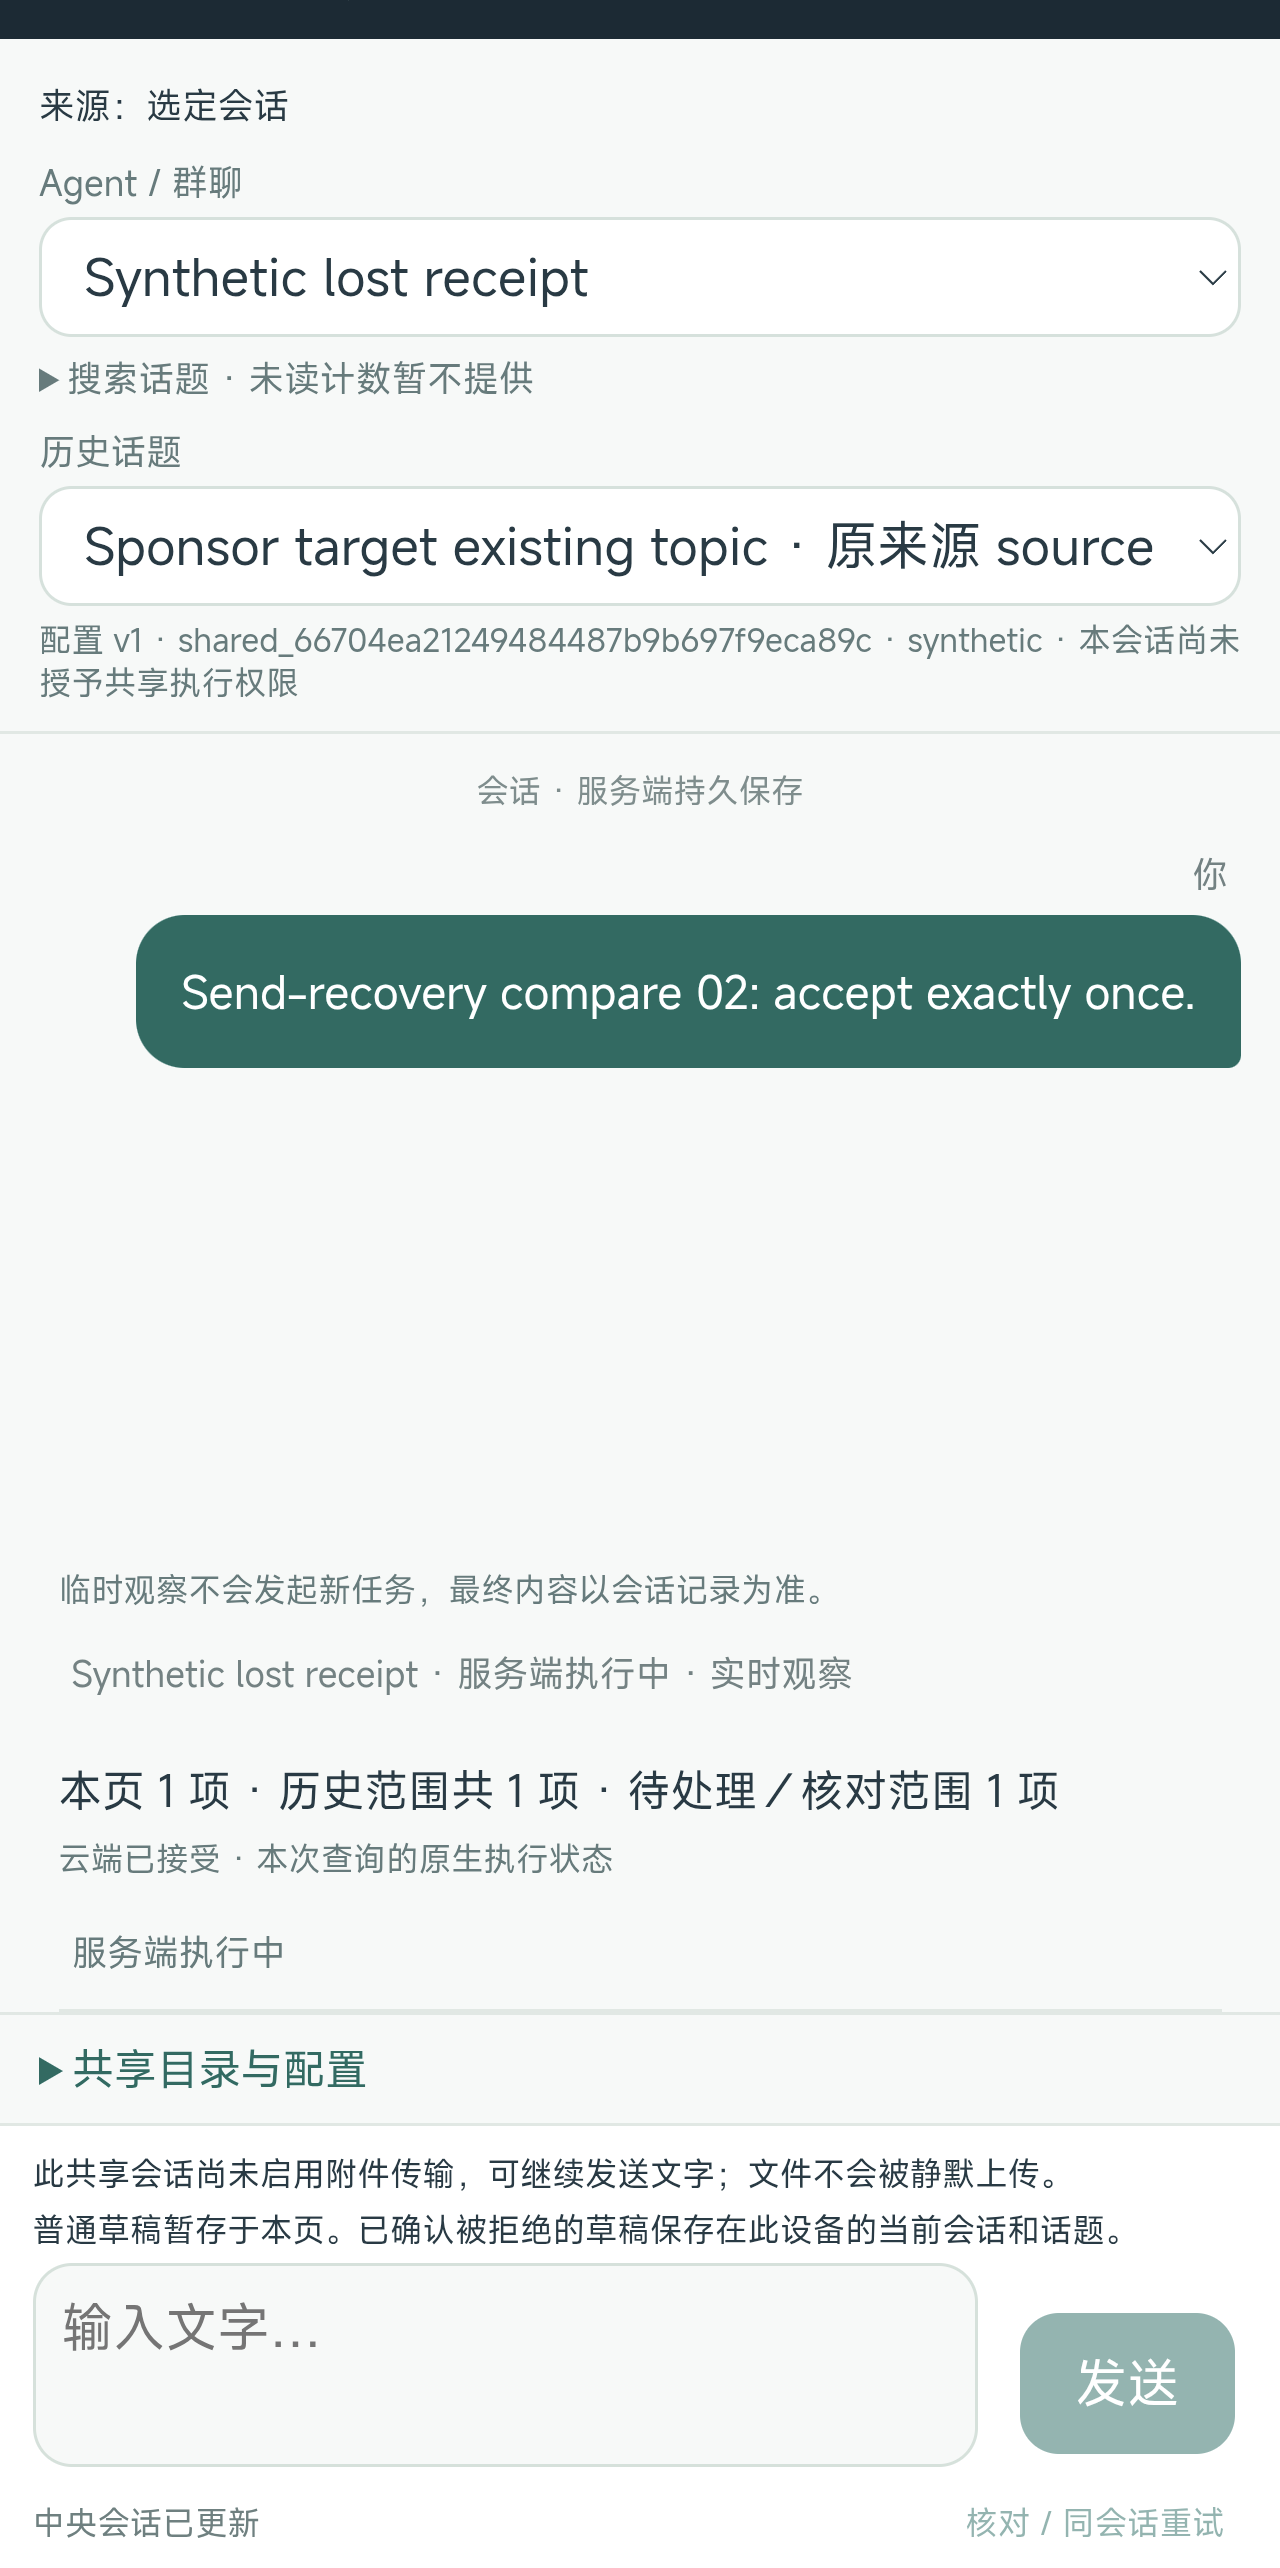 来源：选定会话
Agent / 群聊
Synthetic lost receipt
▶ 搜索话题 · 未读计数暂不提供
历史话题
Sponsor target existing topic · 原来源 source
配置 v1 · shared_66704ea21249484487b9b697f9eca89c · synthetic · 本会话尚未
授予共享执行权限
会话 · 服务端持久保存
你
Send-recovery compare 02: accept exactly once.
临时观察不会发起新任务，最终内容以会话记录为准。
Synthetic lost receipt · 服务端执行中 · 实时观察
本页 1 项 · 历史范围共 1 项 · 待处理／核对范围 1 项
云端已接受 · 本次查询的原生执行状态
服务端执行中
▶ 共享目录与配置
此共享会话尚未启用附件传输，可继续发送文字；文件不会被静默上传。
普通草稿暂存于本页。已确认被拒绝的草稿保存在此设备的当前会话和话题。
输入文字...
发送
中央会话已更新
核对 / 同会话重试